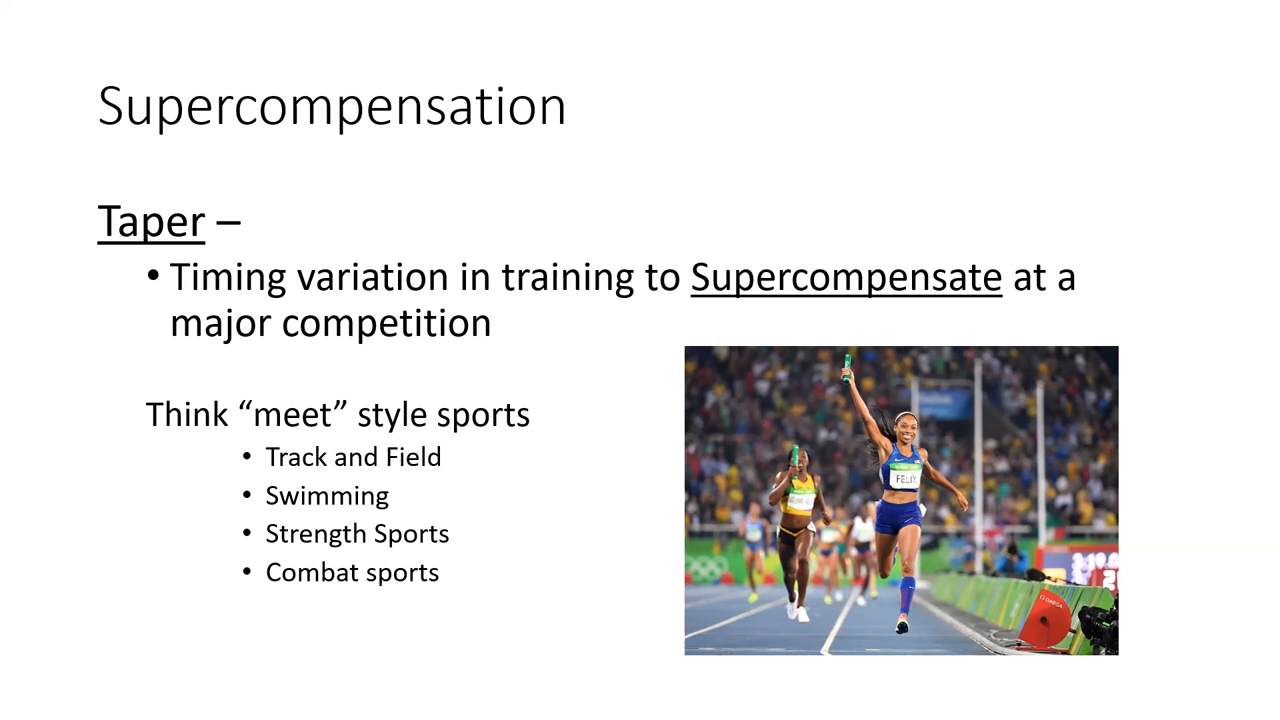 Supercompensation
Taper –
• Timing variation in training to Supercompensate at a
major competition
Think “meet” style sports
• Track and Field
• Swimming
• Strength Sports
• Combat sports
FELIX
OMEGA